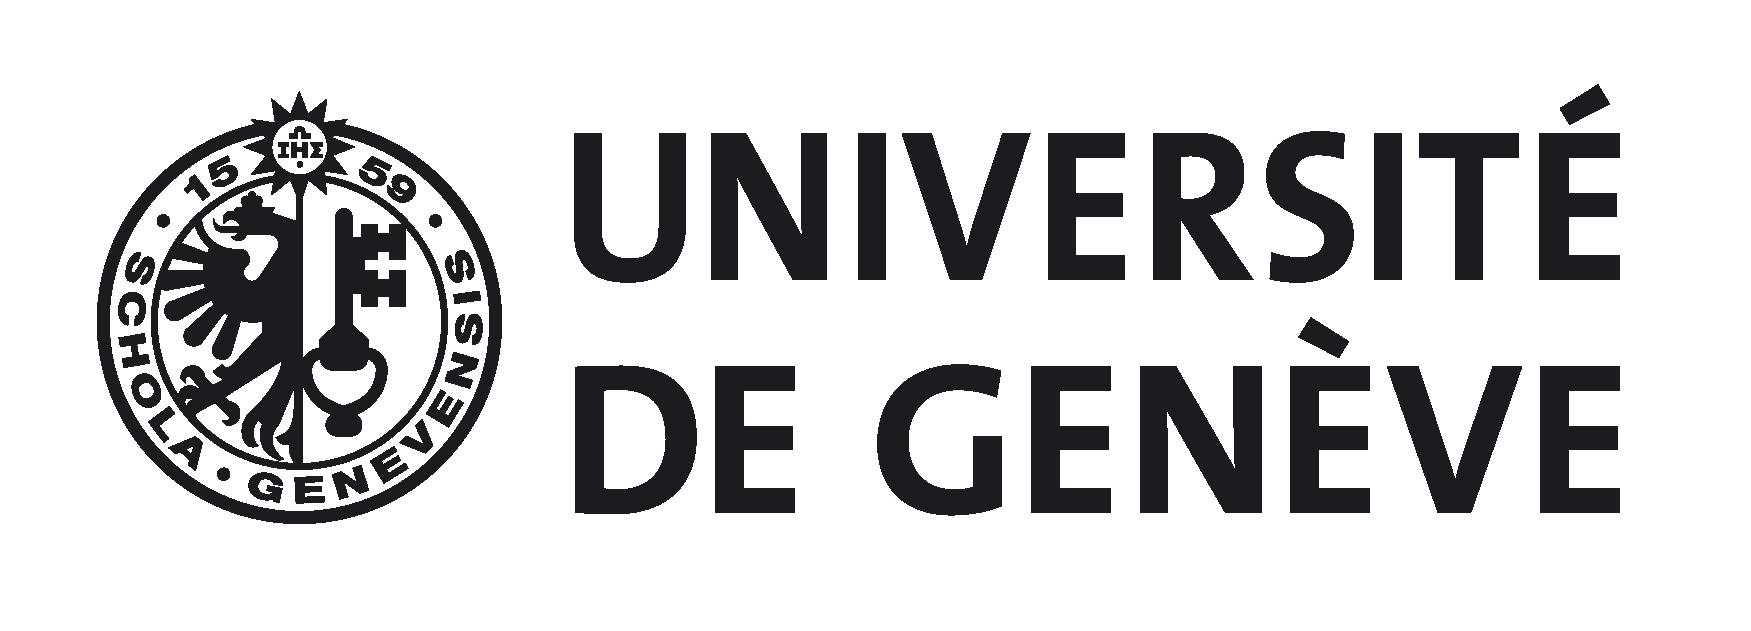 ΙΗΣ
1559
SCHOLA · GENEVENSIS
UNIVERSITÉ
DE GENÈVE